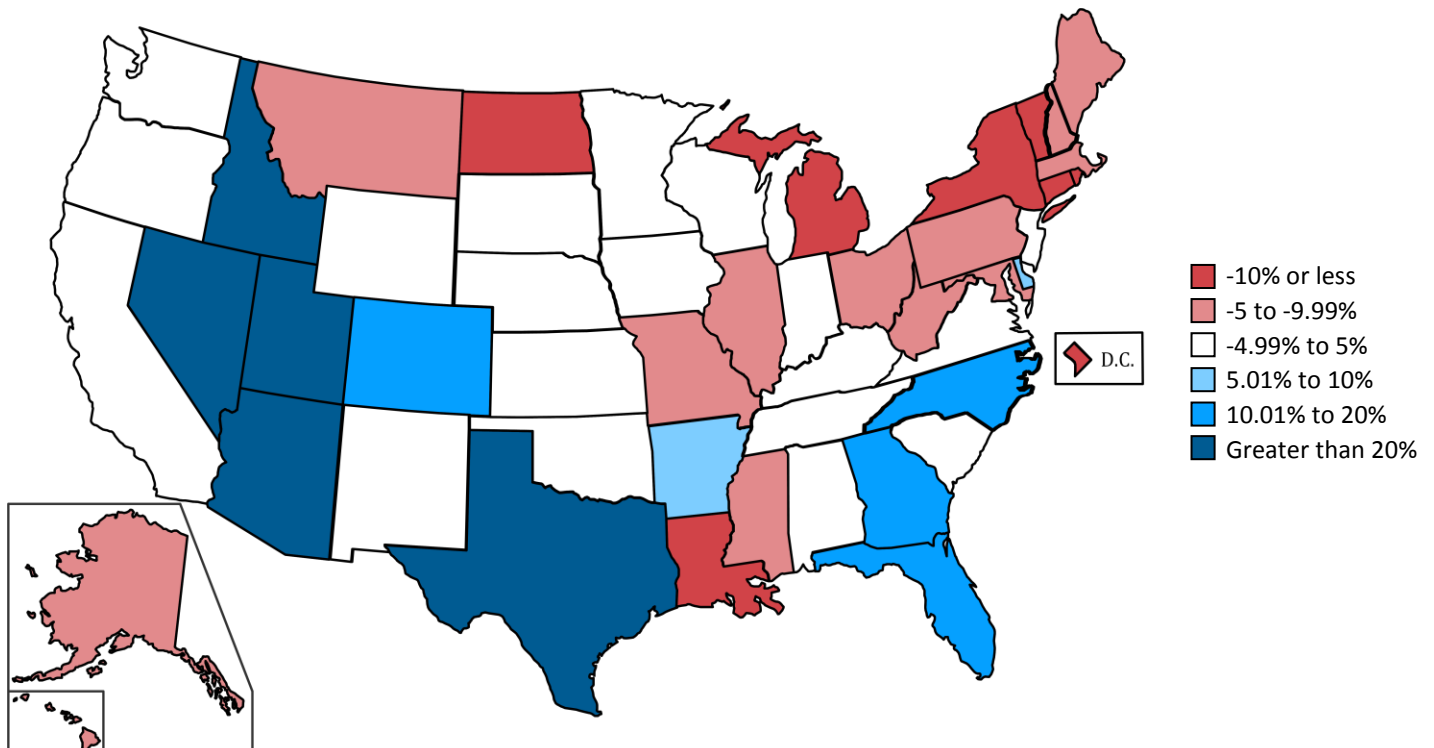 D.C.
-10% or less
-5 to -9.99%
-4.99% to 5%
5.01% to 10%
10.01% to 20%
Greater than 20%